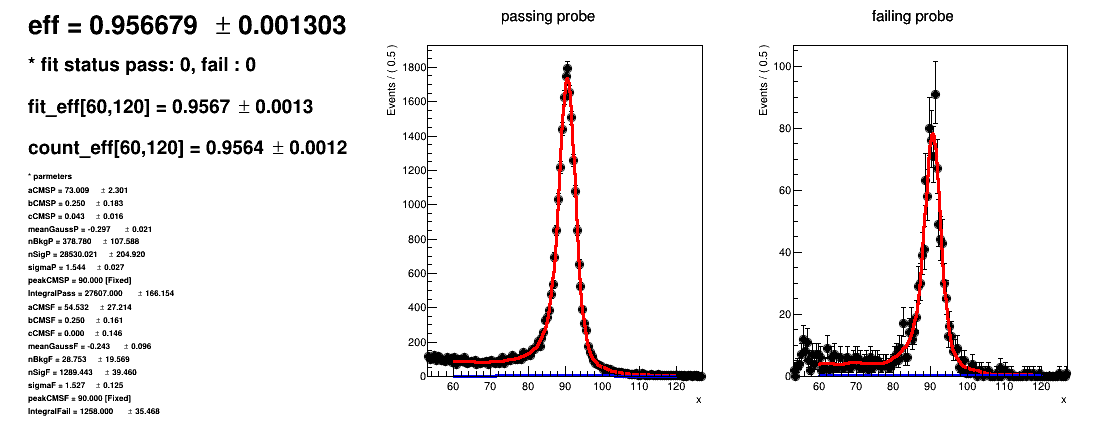 eff = 0.956679 ± 0.001303
* fit status pass: 0, fail : 0
fit_eff[60,120] = 0.9567 ± 0.0013
count_eff[60,120] = 0.9564 ± 0.0012
* parmeters
aCMSP = 73.009 ± 2.301
bCMSP = 0.250 ± 0.183
cCMSP = 0.043 ± 0.016
meanGaussP = -0.297 ± 0.021
nBkgP = 378.780 ± 107.588
nSigP = 28530.021 ± 204.920
sigmaP = 1.544 ± 0.027
peakCMSP = 90.000 [Fixed]
IntegralPass = 27607.000 ± 166.154
aCMSF = 54.532 ± 27.214
bCMSF = 0.250 ± 0.161
cCMSF = 0.000 ± 0.146
meanGaussF = -0.243 ± 0.096
nBkgF = 28.753 ± 19.569
nSigF = 1289.443 ± 39.460
sigmaF = 1.527 ± 0.125
peakCMSF = 90.000 [Fixed]
IntegralFail = 1258.000 ± 35.468
passing probe
Events / ( 0.5 )
1800
1600
1400
1200
1000
800
600
400
200
0
60 70 80 90 100 110 120
x
failing probe
Events / ( 0.5 )
100
80
60
40
20
0
60 70 80 90 100 110 120
x